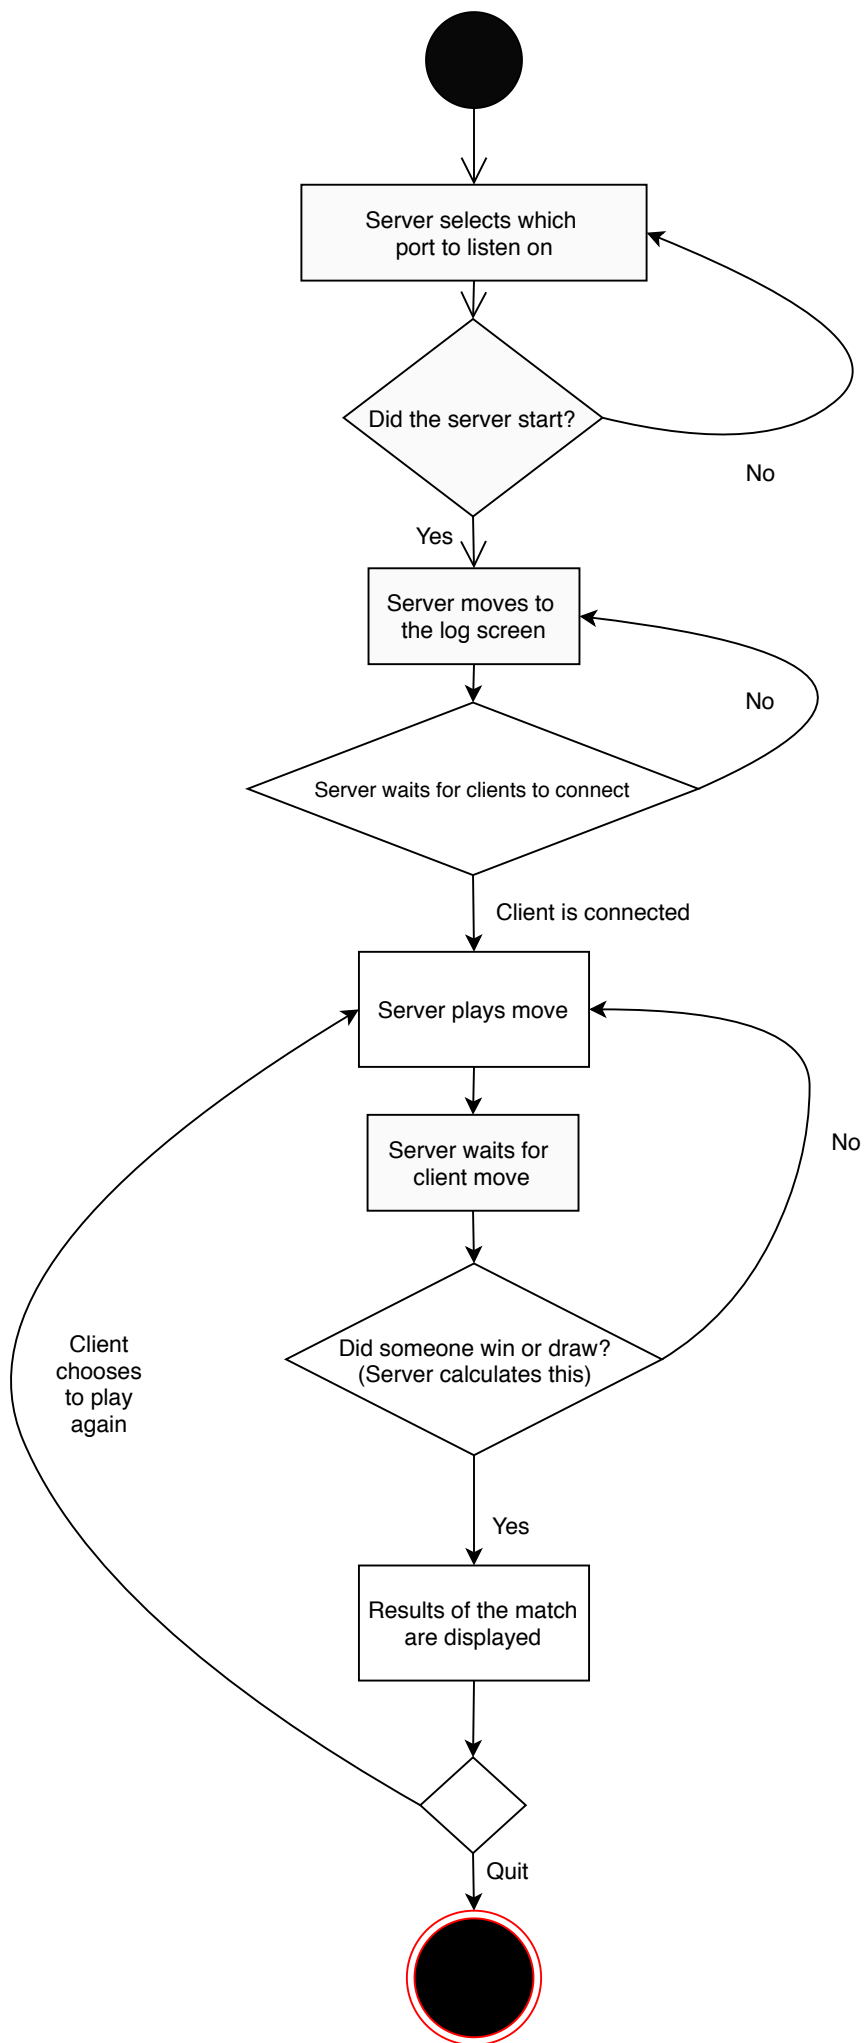 Server selects which
port to listen on
Did the server start?
No
Yes
Server moves to
the log screen
No
Server waits for clients to connect
Client is connected
Server plays move
No
Server waits for
client move
Did someone win or draw?
(Server calculates this)
Client
chooses
to play
again
Yes
Results of the match
are displayed
Quit